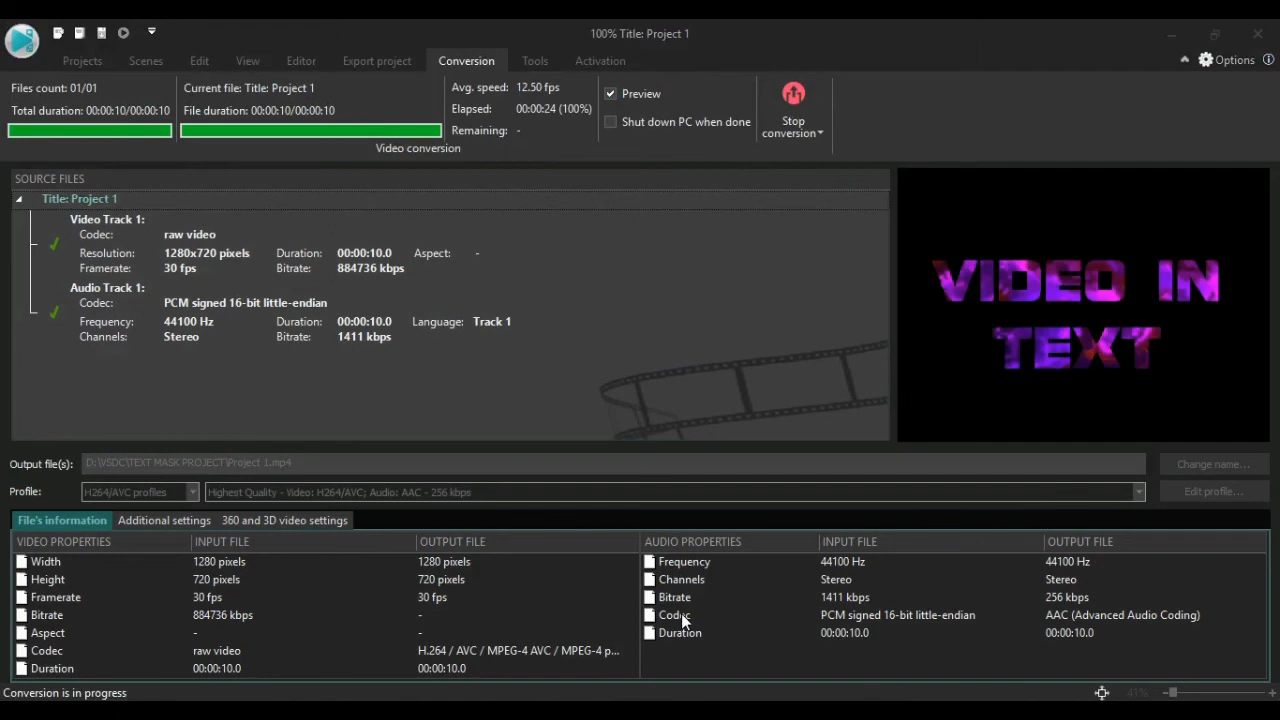 100% Title: Project 1
Projects Scenes Edit View Editor Export project Conversion Tools Activation Options
Files count: 01/01
Total duration: 00:00:10/00:00:10
Current file: Title: Project 1
File duration: 00:00:10/00:00:10
Avg. speed: 12.50 fps
Elapsed: 00:00:24 (100%)
Remaining: -
Preview
Shut down PC when done
Stop
conversion
Video conversion
SOURCE FILES
Title: Project 1
Video Track 1:
Codec: raw video
Resolution: 1280x720 pixels Duration: 00:00:10.0 Aspect: -
Framerate: 30 fps Bitrate: 884736 kbps
Audio Track 1:
Codec: PCM signed 16-bit little-endian
Frequency: 44100 Hz Duration: 00:00:10.0 Language: Track 1
Channels: Stereo Bitrate: 1411 kbps
VIDEO IN
TEXT
Output file(s): D:\VSDC\TEXT MASK PROJECT\Project 1.mp4 Change name...
Profile: H264/AVC profiles Highest Quality - Video: H264/AVC; Audio: AAC - 256 kbps Edit profile...
File's information Additional settings 360 and 3D video settings
VIDEO PROPERTIES INPUT FILE OUTPUT FILE AUDIO PROPERTIES INPUT FILE OUTPUT FILE
Width 1280 pixels 1280 pixels Frequency 44100 Hz 44100 Hz
Height 720 pixels 720 pixels Channels Stereo Stereo
Framerate 30 fps 30 fps Bitrate 1411 kbps 256 kbps
Bitrate 884736 kbps - Codec PCM signed 16-bit little-endian AAC (Advanced Audio Coding)
Aspect - - Duration 00:00:10.0 00:00:10.0
Codec raw video H.264 / AVC / MPEG-4 AVC / MPEG-4 p...
Duration 00:00:10.0 00:00:10.0
Conversion is in progress 41%